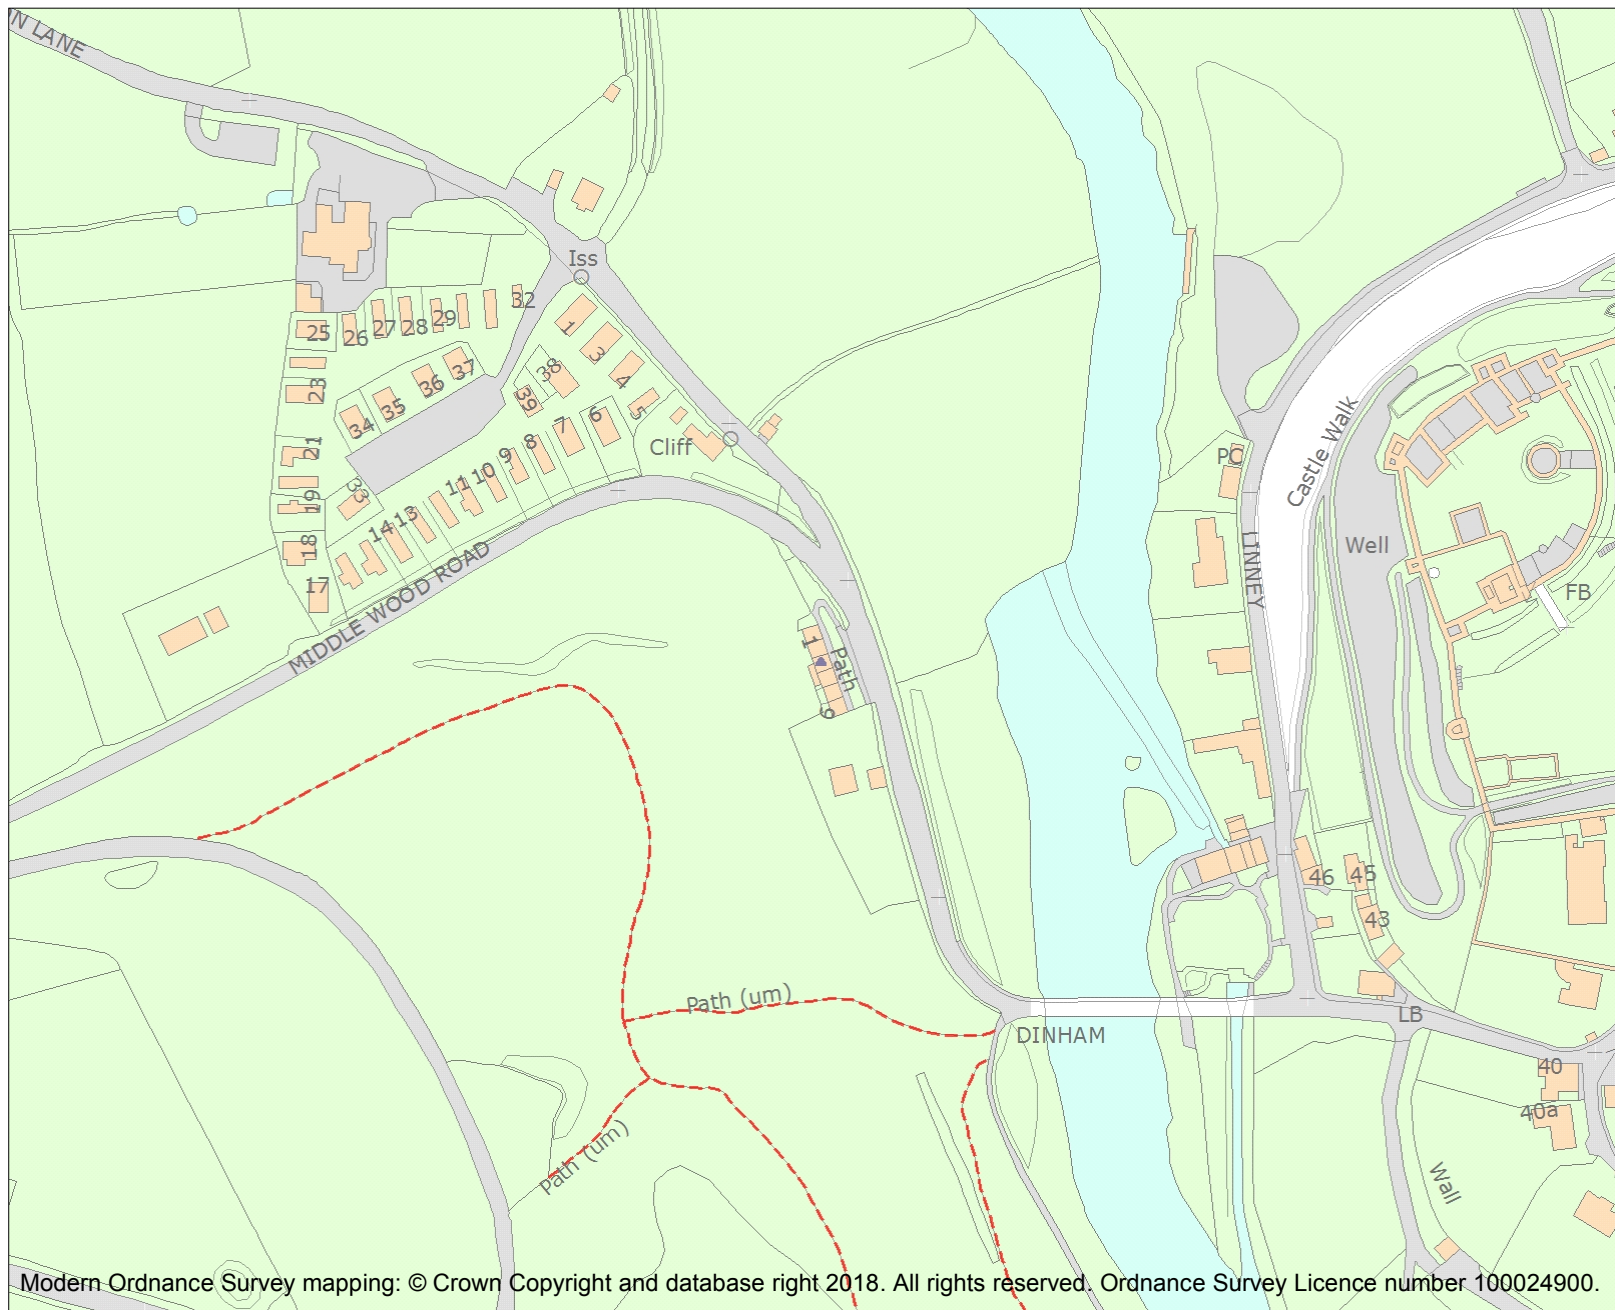 N LANE
Iss
32
29
28
27
26
25
1
3
4
5
37
36
35
34
38
39
23
21
19
18
17
33
6
7
8
9
10
11
13
14
Cliff
MIDDLE WOOD ROAD
PC
Castle Walk
LINNEY
Well
FB
1
Path
6
46
45
43
Path (um)
DINHAM
LB
40
40a
Path (um)
Wall
Modern Ordnance Survey mapping: © Crown Copyright and database right 2018. All rights reserved. Ordnance Survey Licence number 100024900.